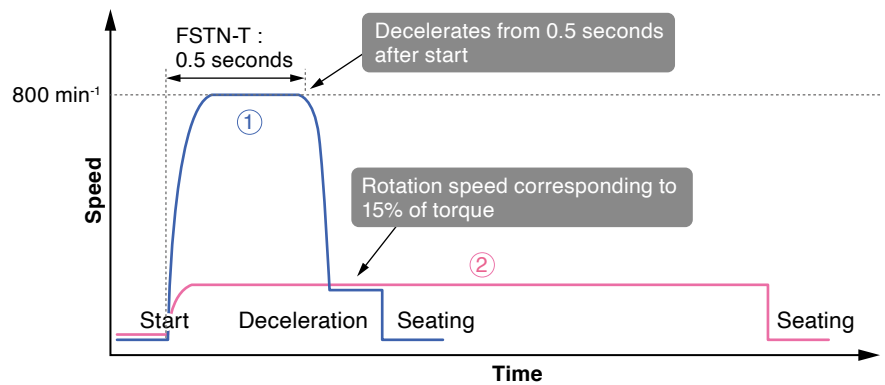 FSTN-T :
0.5 seconds
Decelerates from 0.5 seconds
after start
800 min⁻¹
①
Rotation speed corresponding to
15% of torque
Speed
②
Start
Deceleration
Seating
Seating
Time